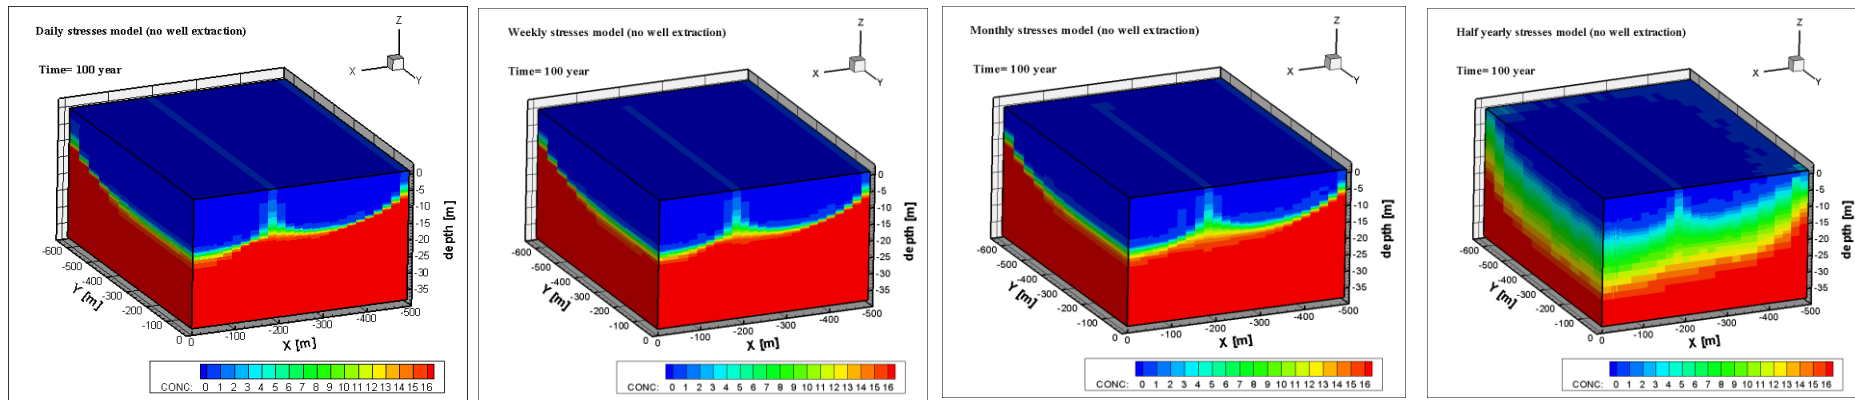 Daily stresses model (no well extraction)
Time= 100 year
Z
X
Y
0
-5
-10
-15
-20
-25
-30
-35
depth [m]
-600
-500
-400
-300
-200
-100
0
Y [m]
0
-100
-200
-300
-400
-500
X [m]
CONC: 0 1 2 3 4 5 6 7 8 9 10 11 12 13 14 15 16
Weekly stresses model (no well extraction)
Time= 100 year
Z
X
Y
0
-5
-10
-15
-20
-25
-30
-35
depth [m]
-600
-500
-400
-300
-200
-100
0
Y [m]
0
-100
-200
-300
-400
-500
X [m]
CONC: 0 1 2 3 4 5 6 7 8 9 10 11 12 13 14 15 16
Monthly stresses model (no well extraction)
Time= 100 year
Z
X
Y
0
-5
-10
-15
-20
-25
-30
-35
depth [m]
-600
-500
-400
-300
-200
-100
0
Y [m]
0
-100
-200
-300
-400
-500
X [m]
CONC: 0 1 2 3 4 5 6 7 8 9 10 11 12 13 14 15 16
Half yearly stresses model (no well extraction)
Time= 100 year
Z
X
Y
0
-5
-10
-15
-20
-25
-30
-35
depth [m]
-600
-500
-400
-300
-200
-100
0
Y [m]
0
-100
-200
-300
-400
-500
X [m]
CONC: 0 1 2 3 4 5 6 7 8 9 10 11 12 13 14 15 16